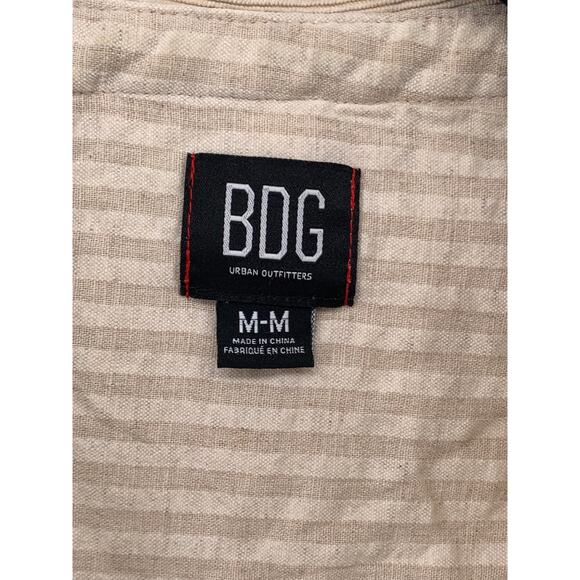 BDG
URBAN OUTFITTERS
M-M
MADE IN CHINA
FABRIQUÉ EN CHINE